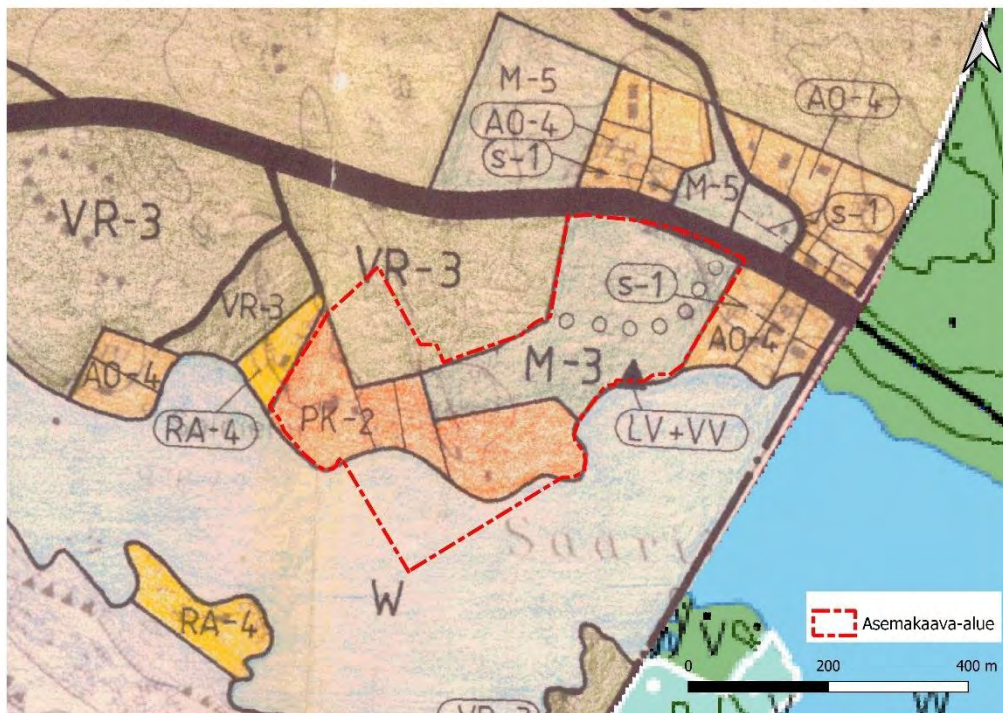 M-5
AO-4
AO-4
s-1
VR-3
M-5
s-1
VR-3
VR-3
s-1
AO-4
M-3
AO-4
PK-2
RA-4
LV+VV
Saari
W
RA-4
Asemakaava-alue
0 200 400 m
W